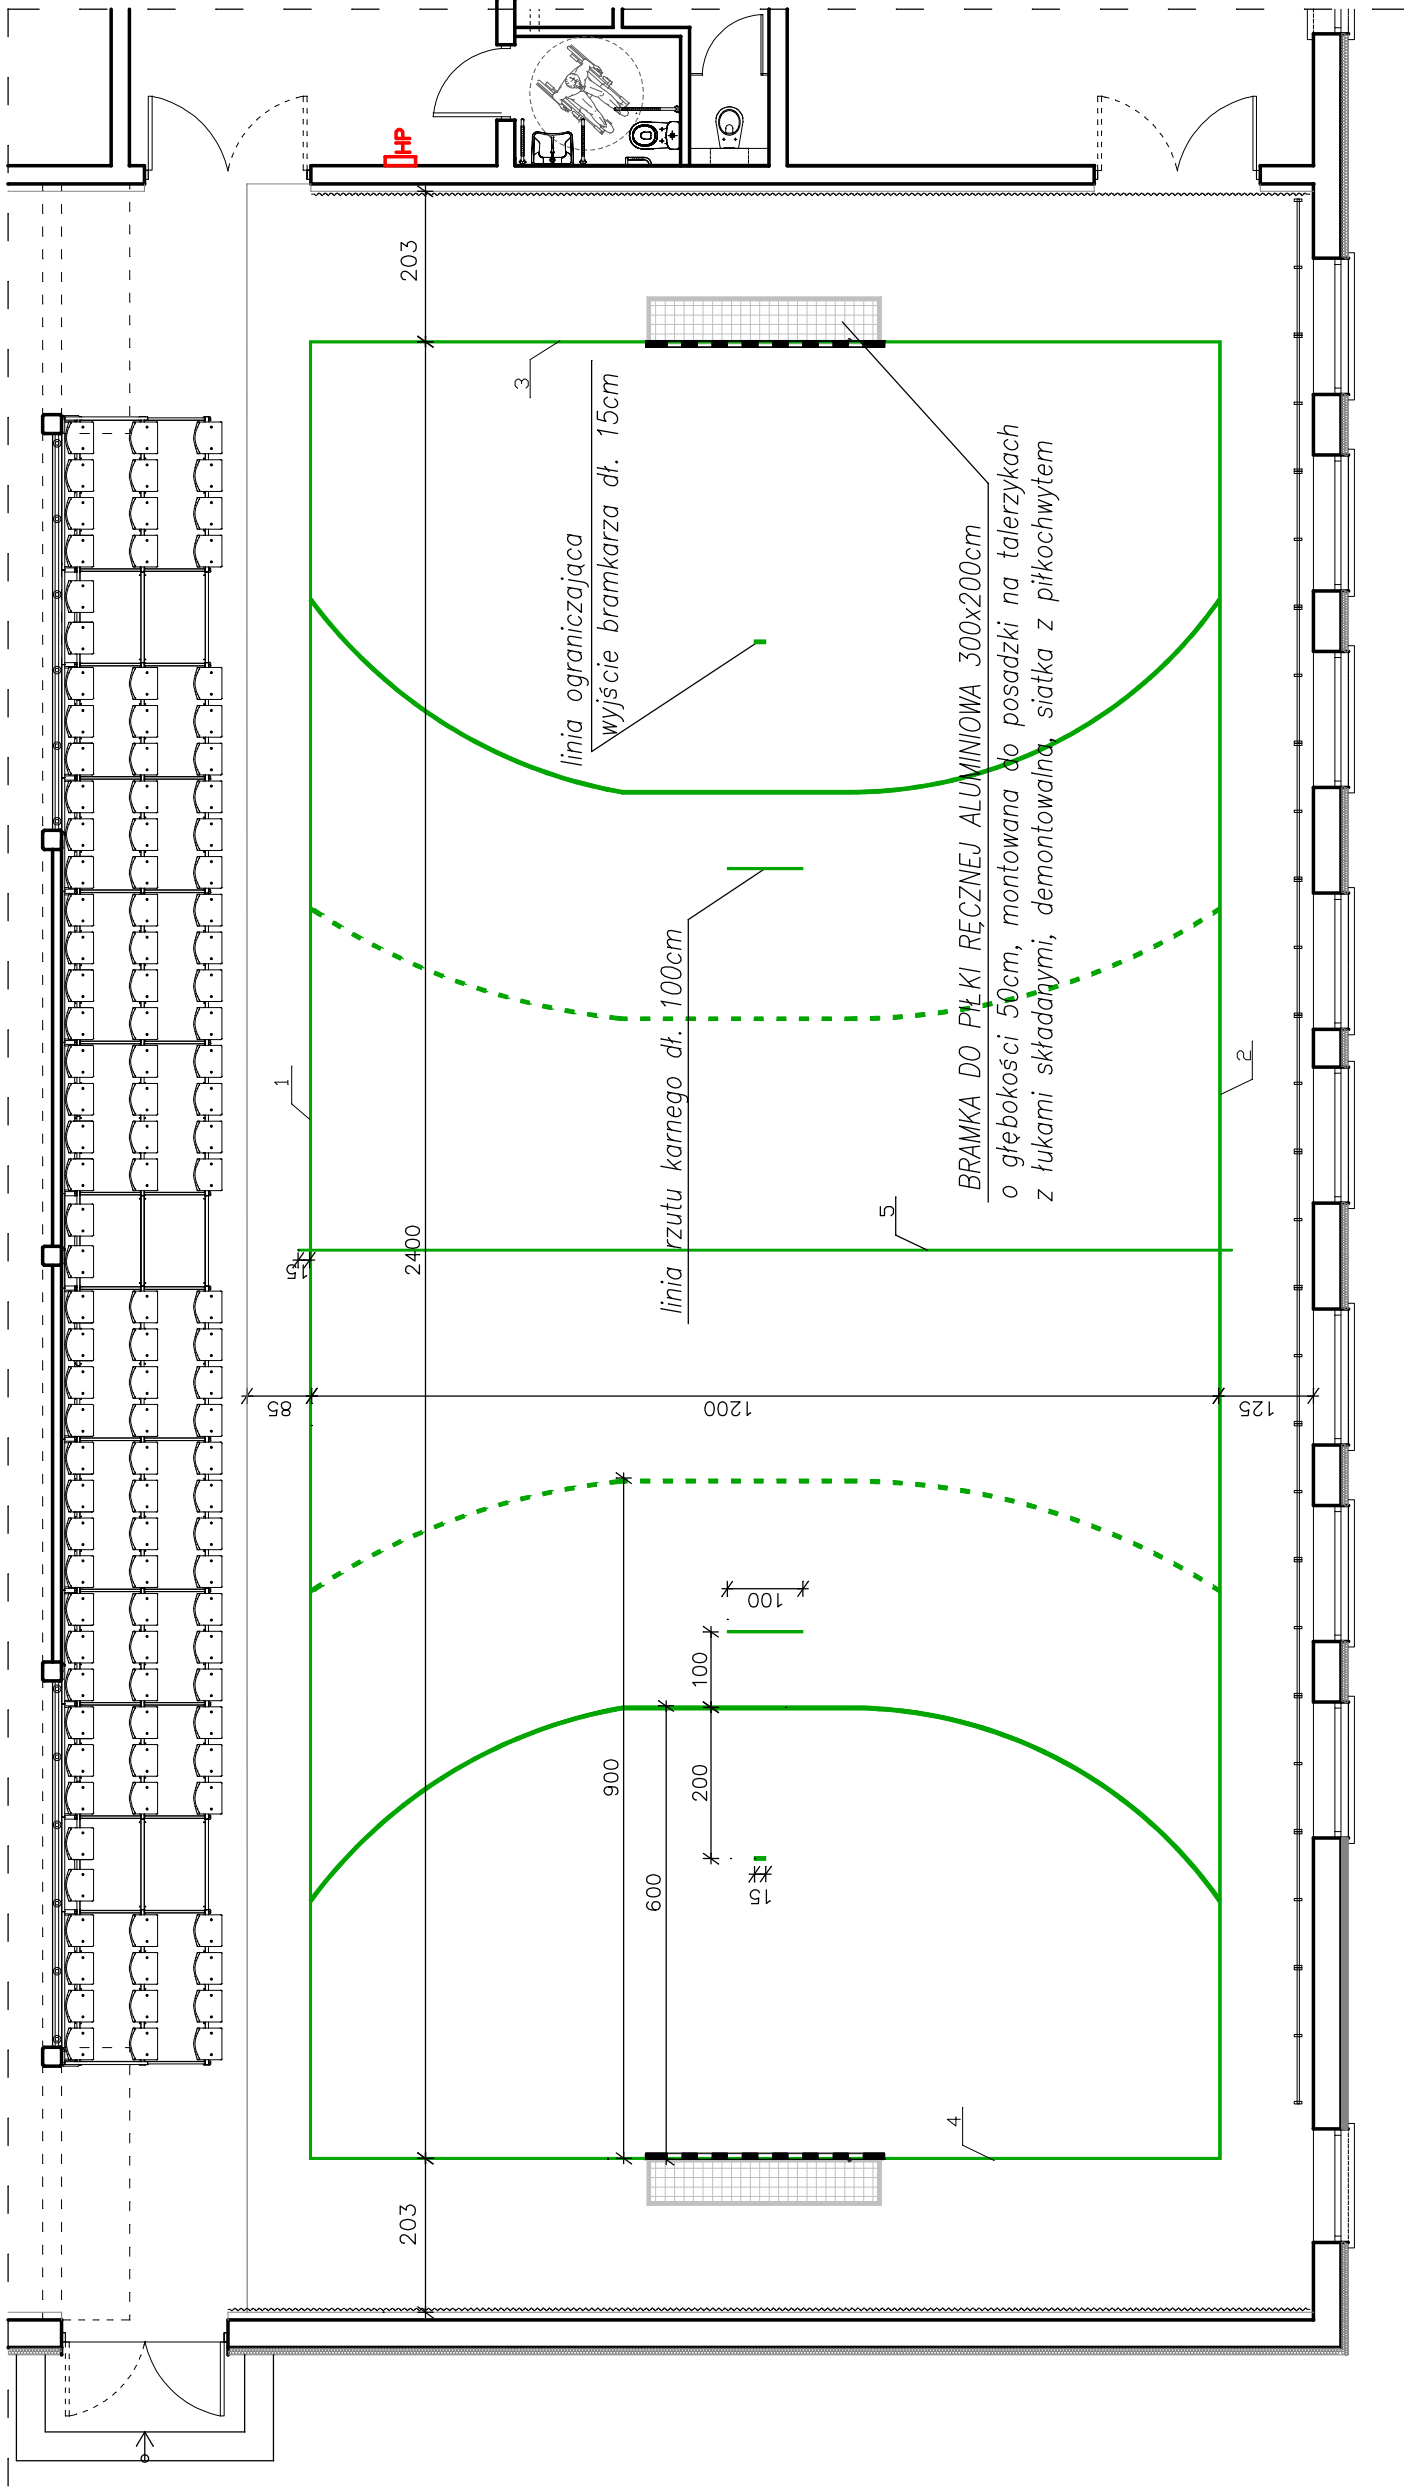 HP
203
3
linia ograniczająca
wyjście bramkarza dł. 15cm
BRAMKA DO PIŁKI RĘCZNEJ ALUMINIOWA 300x200cm
o głębokości 50cm, montowana do posadzki na talerzykach
z łukami składanymi, demontowalna, siatka z piłkochwytem
linia rzutu karnego dł. 100cm
1
2
5
15
2400
85
1200
125
100
100
900
200
600
15
4
203